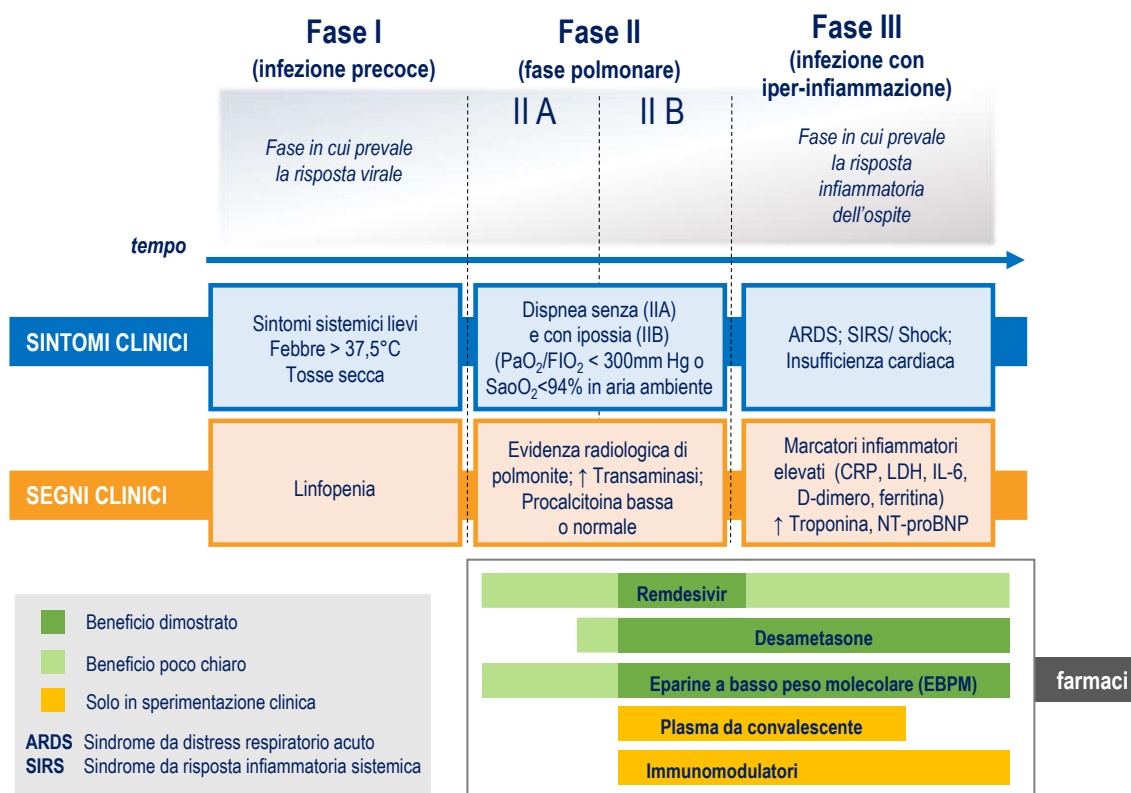 Fase I
(infezione precoce)
Fase II
(fase polmonare)
Fase III
(infezione con
iper-infiammazione)
II A
II B
Fase in cui prevale
la risposta virale
Fase in cui prevale
la risposta
infiammatoria
dell'ospite
tempo
SINTOMI CLINICI
Sintomi sistemici lievi
Febbre > 37,5°C
Tosse secca
Dispnea senza (IIA)
e con ipossia (IIB)
(PaO2/FIO2 < 300mm Hg o
SaoO2<94% in aria ambiente
ARDS; SIRS/ Shock;
Insufficienza cardiaca
SEGNI CLINICI
Linfopenia
Evidenza radiologica di
polmonite; ↑ Transaminasi;
Procalcitoina bassa
o normale
Marcatori infiammatori
elevati (CRP, LDH, IL-6,
D-dimero, ferritina)
↑ Troponina, NT-proBNP
Beneficio dimostrato
Beneficio poco chiaro
Solo in sperimentazione clinica
ARDS Sindrome da distress respiratorio acuto
SIRS Sindrome da risposta infiammatoria sistemica
Remdesivir
Desametasone
Eparine a basso peso molecolare (EBPM)
Plasma da convalescente
Immunomodulatori
farmaci